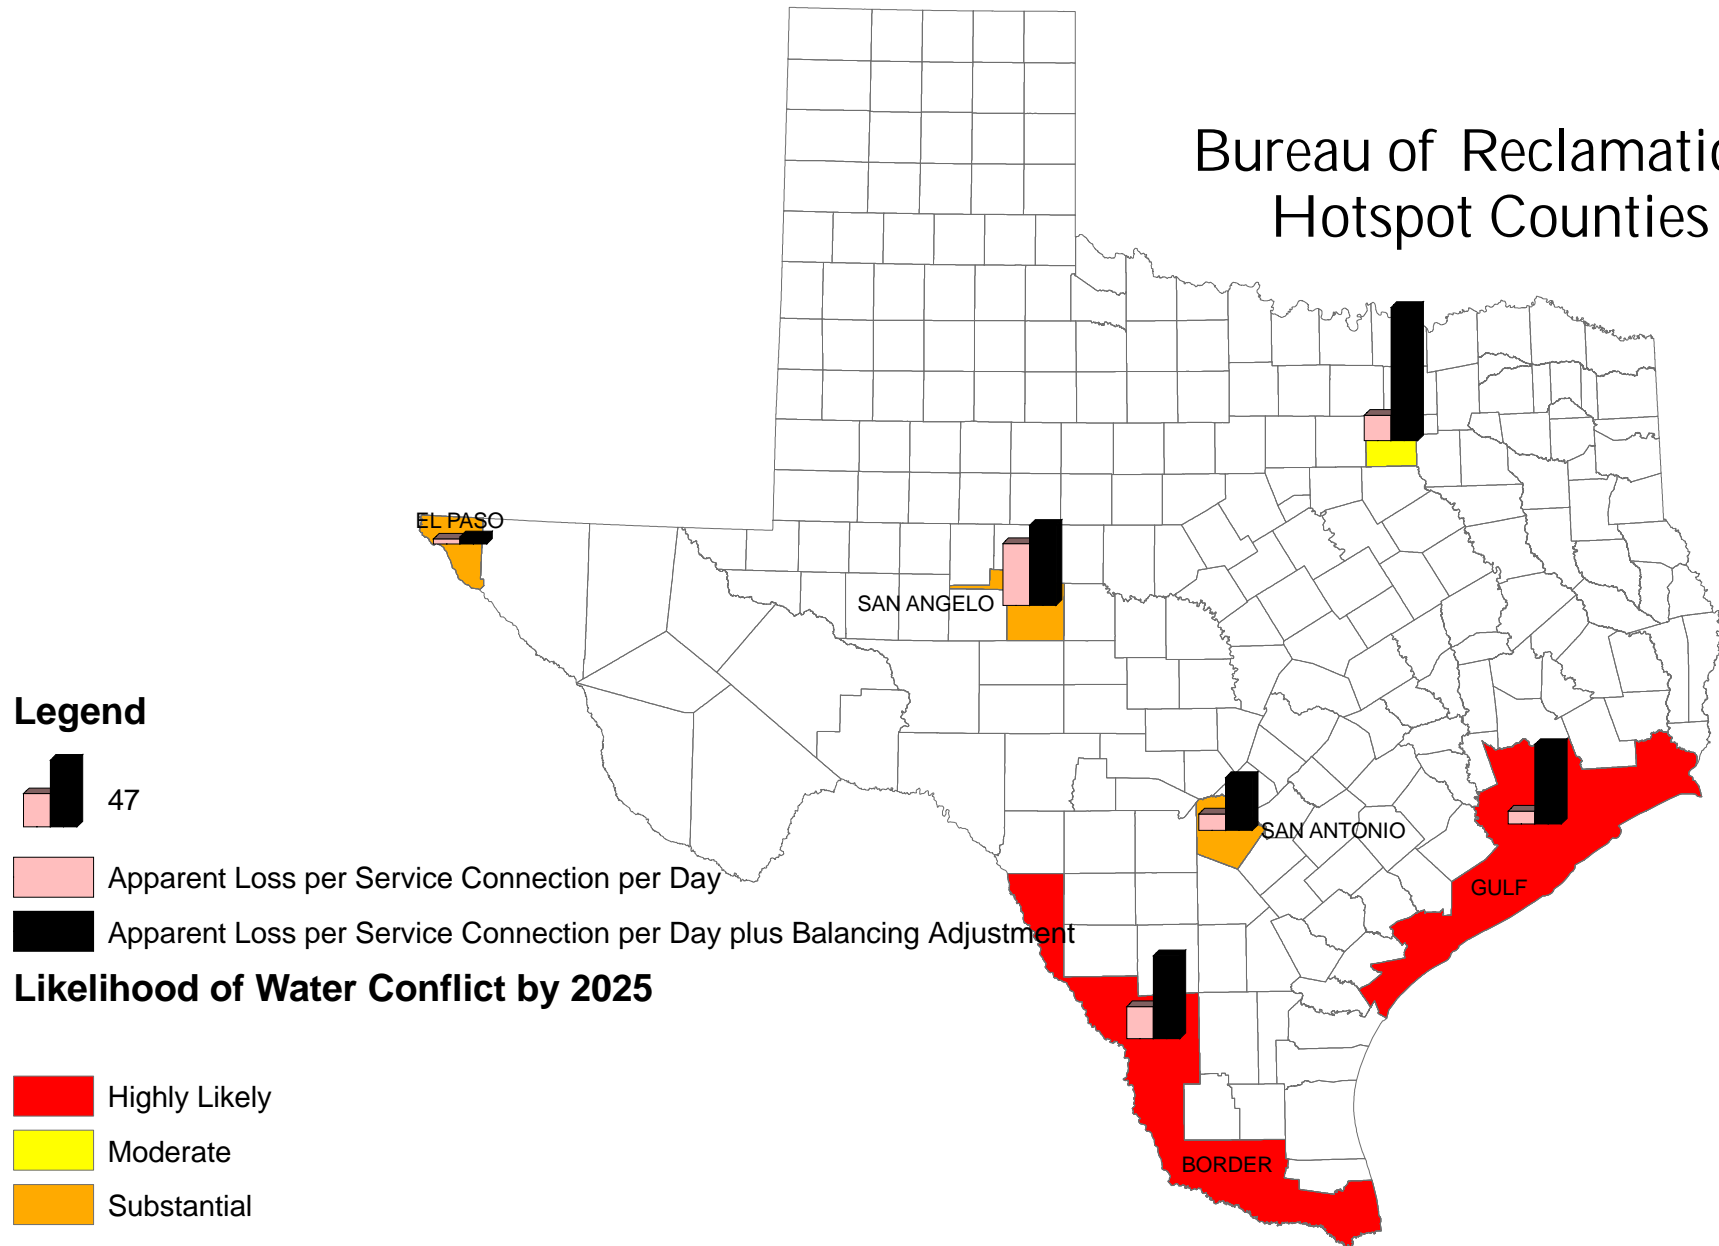 Bureau of Reclamatio
Hotspot Counties
EL PASO
SAN ANGELO
SAN ANTONIO
GULF
BORDER
Legend
47
Apparent Loss per Service Connection per Day
Apparent Loss per Service Connection per Day plus Balancing Adjustment
Likelihood of Water Conflict by 2025
Highly Likely
Moderate
Substantial